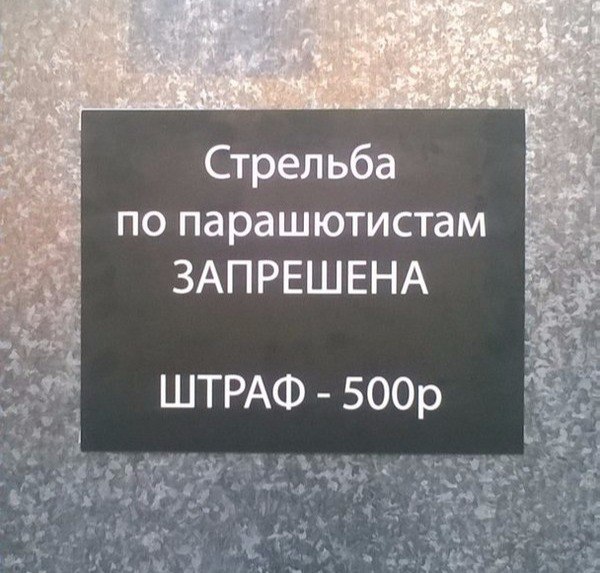 Стрельба
по парашютистам
ЗАПРЕШЕНА
ШТРАФ - 500р